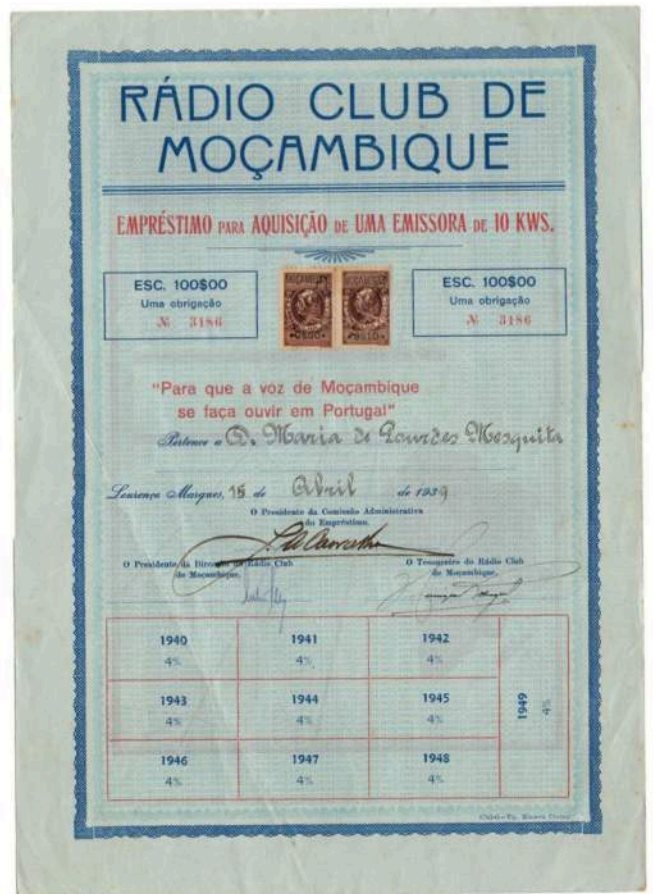 RÁDIO CLUB DE
MOÇAMBIQUE
EMPRÉSTIMO PARA AQUISIÇÃO DE UMA EMISSORA DE 10 KWS.
ESC. 100$00
Uma obrigação
№ 3186
MOÇAMBIQUE
MOÇAMBIQUE
ESC. 100$00
Uma obrigação
№ 3186
"Para que a voz de Moçambique
se faça ouvir em Portugal"
Pertence a D. Maria de Lourdes Mesquita
Lourenço Marques, 15 de Abril de 1939
O Presidente da Comissão Administrativa
do Empréstimo,
O Presidente da Direcção do Rádio Club
de Moçambique,
O Tesoureiro do Rádio Club
de Moçambique,
1940
4%
1941
4%
1942
4%
1943
4%
1944
4%
1945
4%
1946
4%
1947
4%
1948
4%
1949
4%